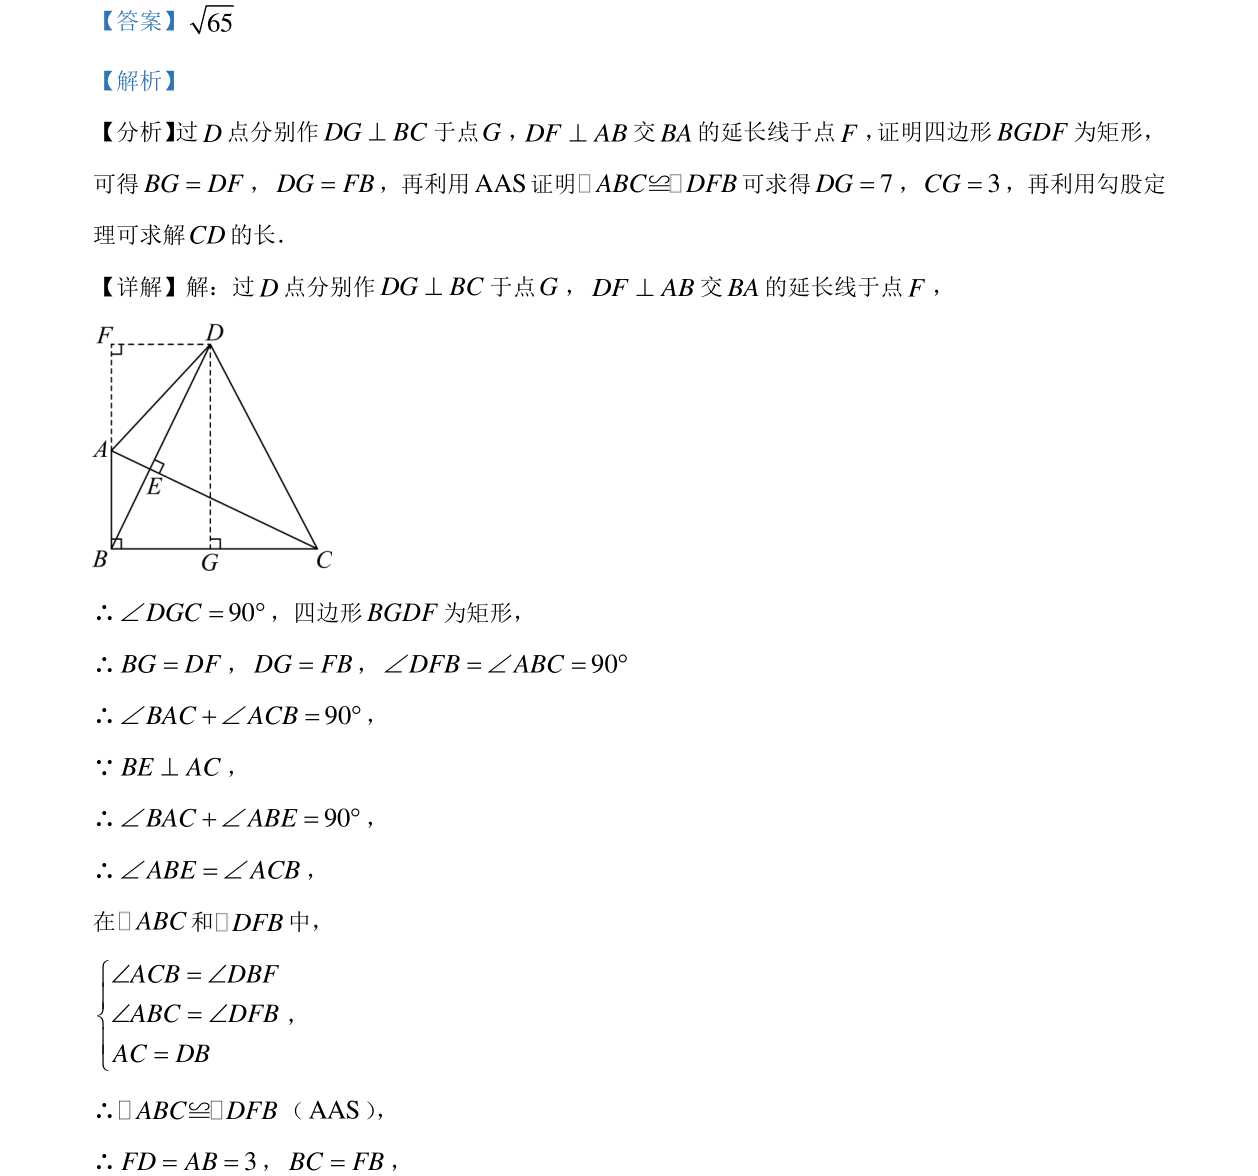 【答案】√65
【解析】
【分析】过D点分别作DG⊥BC于点G，DF⊥AB交BA的延长线于点F，证明四边形BGDF为矩形，
可得BG=DF，DG=FB，再利用AAS证明□ABC≌□DFB可求得DG=7，CG=3，再利用勾股定
理可求解CD的长．
【详解】解：过D点分别作DG⊥BC于点G，DF⊥AB交BA的延长线于点F，
F D
A
E
B G C
∴∠DGC=90°，四边形BGDF为矩形，
∴BG=DF，DG=FB，∠DFB=∠ABC=90°
∴∠BAC+∠ACB=90°，
∵BE⊥AC，
∴∠BAC+∠ABE=90°，
∴∠ABE=∠ACB，
在□ABC和□DFB中，
∠ACB=∠DBF
∠ABC=∠DFB，
AC=DB
∴□ABC≌□DFB（AAS），
∴FD=AB=3，BC=FB，